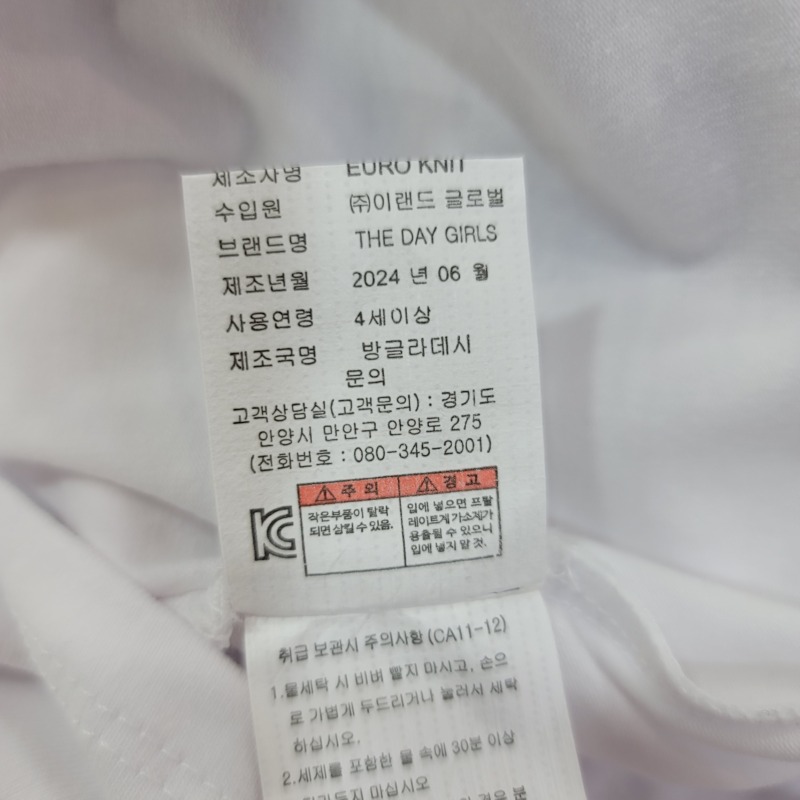 제조자명 EURO KNIT
수입원 (주)이랜드 글로벌
브랜드명 THE DAY GIRLS
제조년월 2024 년 06 월
사용연령 4세이상
제조국명 방글라데시
문의
고객상담실(고객문의) : 경기도
안양시 만안구 안양로 275
(전화번호 : 080-345-2001)
주 의 경 고
작은부품이 탈락 입에 넣으면 프탈
되면 삼킬 수 있음. 레이트계 가소제가
용출될 수 있으니
입에 넣지 말 것.
취급 보관시 주의사항 (CA11-12)
1.물세탁 시 비벼 빨지 마시고, 손으
로 가볍게 두드리거나 눌러서 세탁
하십시오.
2.세제를 포함한 물 속에 30분 이상
마십시오